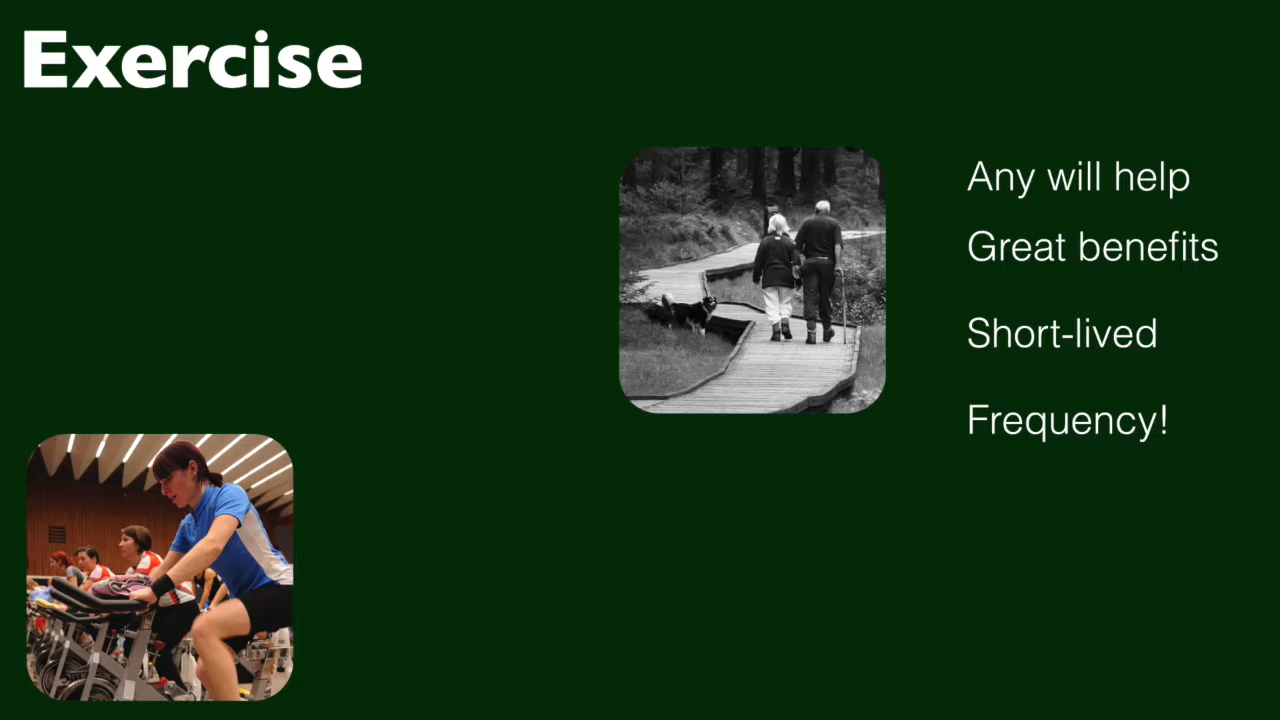 Exercise
Any will help
Great benefits
Short-lived
Frequency!